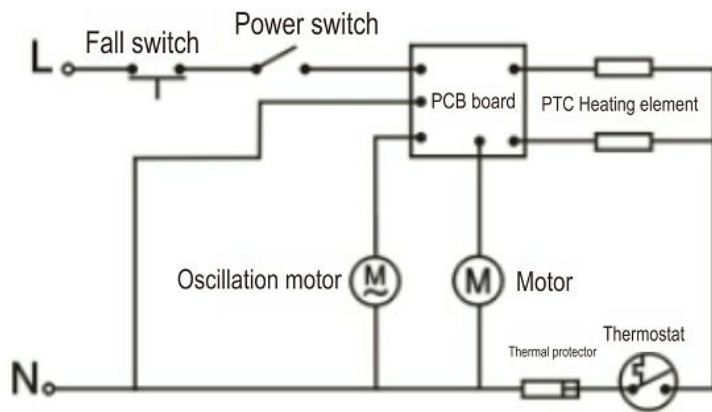 L
Fall switch
Power switch
PCB board
PTC Heating element
Oscillation motor
M
~
M
Motor
Thermal protector
Thermostat
N